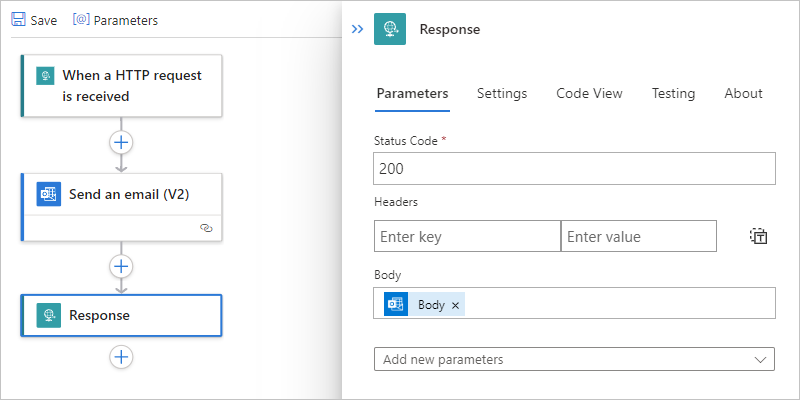 Save
[@] Parameters
When a HTTP request
is received
Send an email (V2)
Response
Response
Parameters
Settings
Code View
Testing
About
Status Code *
200
Headers
Enter key
Enter value
Body
Body ×
Add new parameters